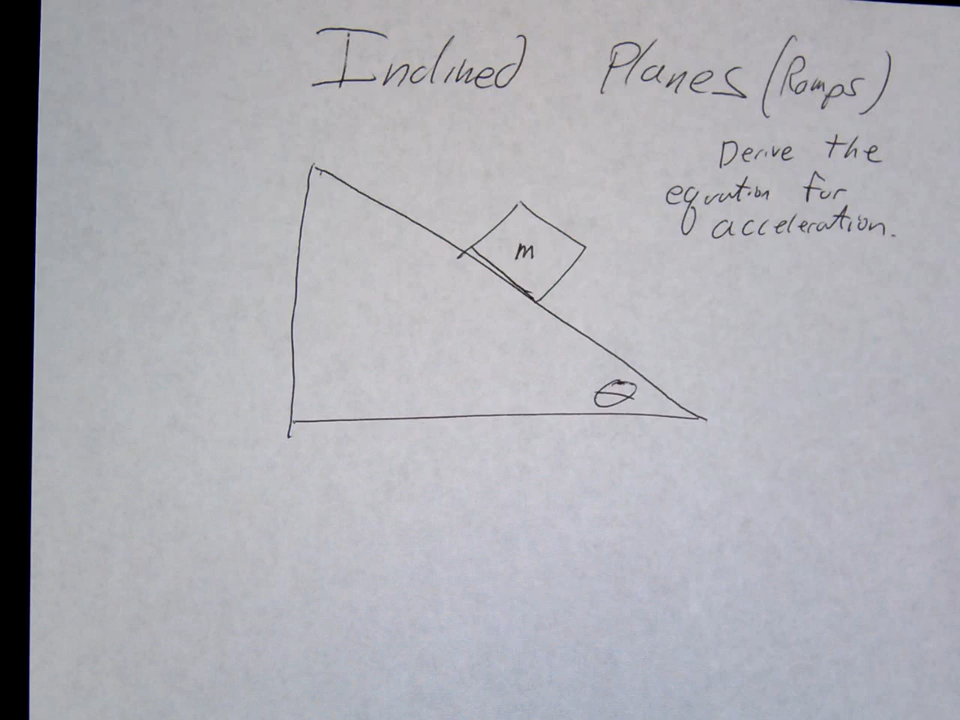 Inclined Planes (Ramps)
Derive the
equation for
acceleration.
m
θ